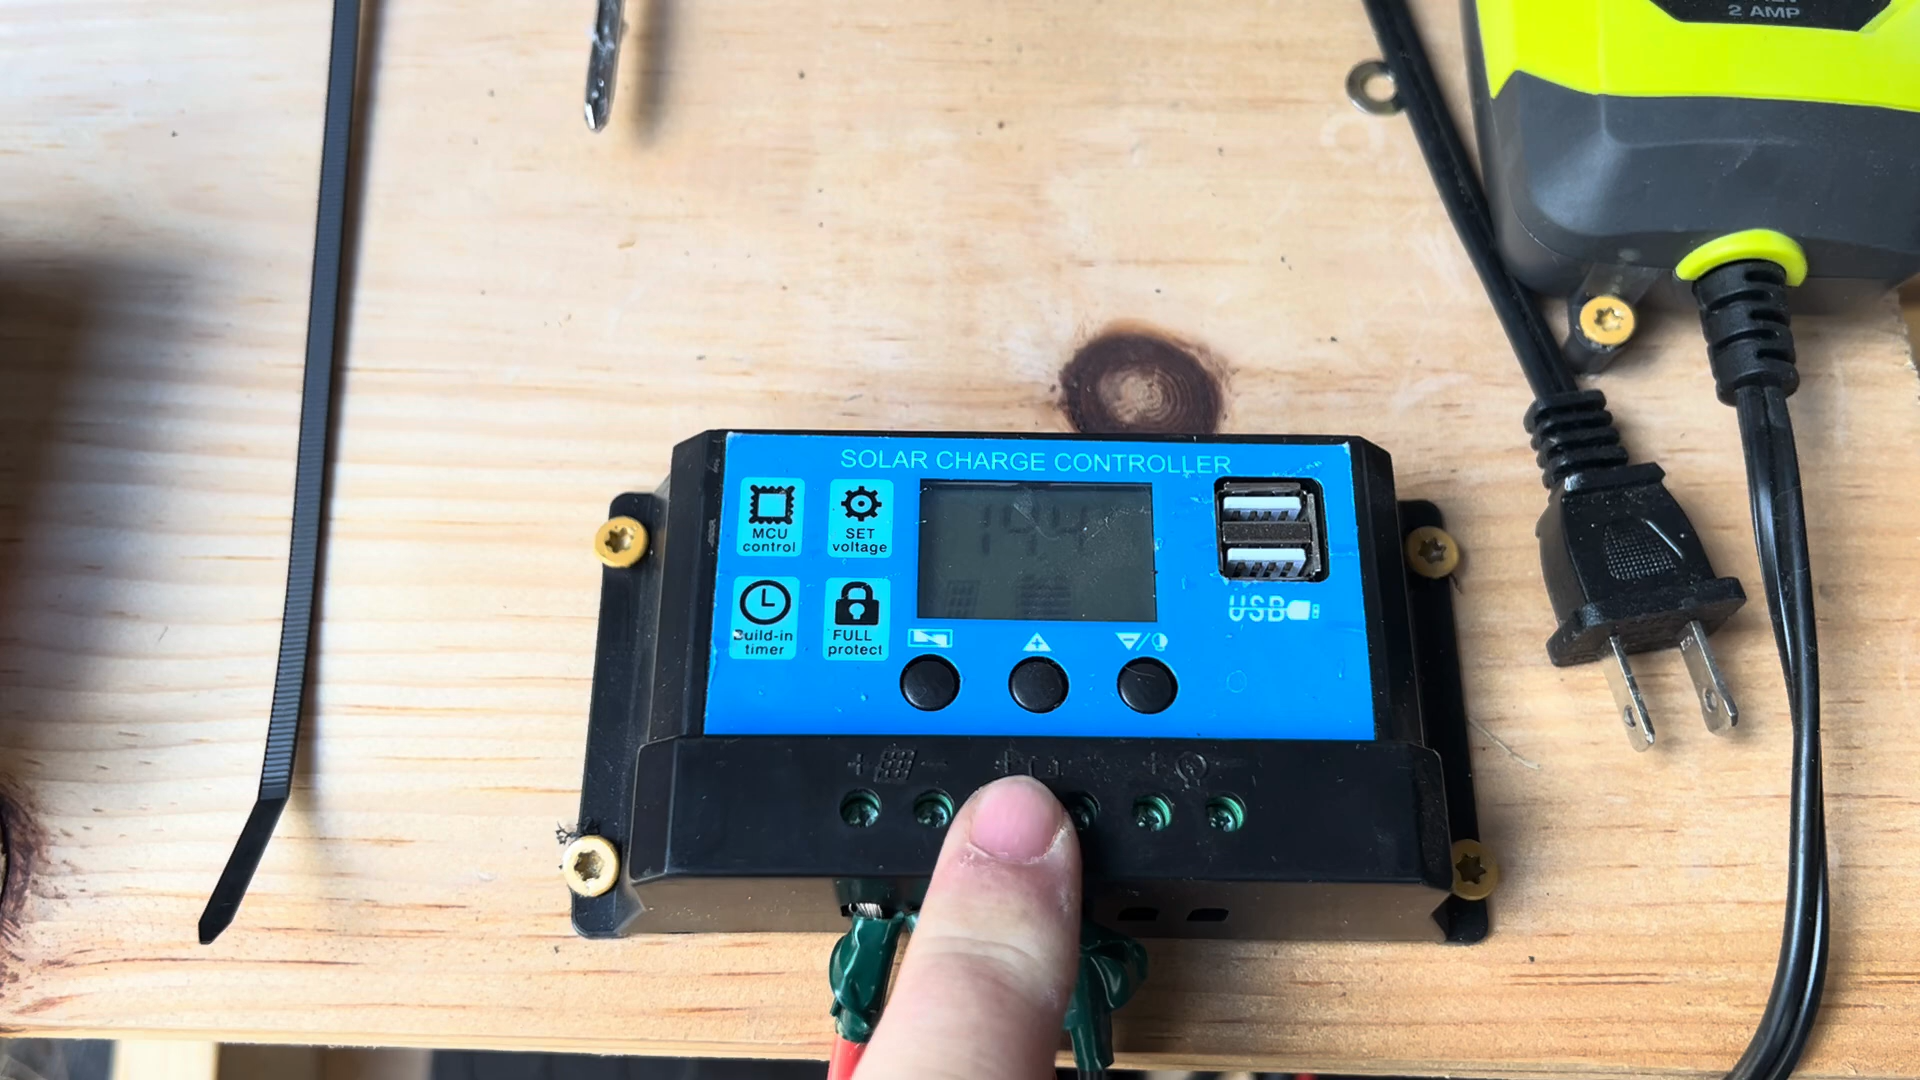 2 AMP
SOLAR CHARGE CONTROLLER
MCU
control
SET
voltage
Build-in
timer
FULL
protect
USB
14.4